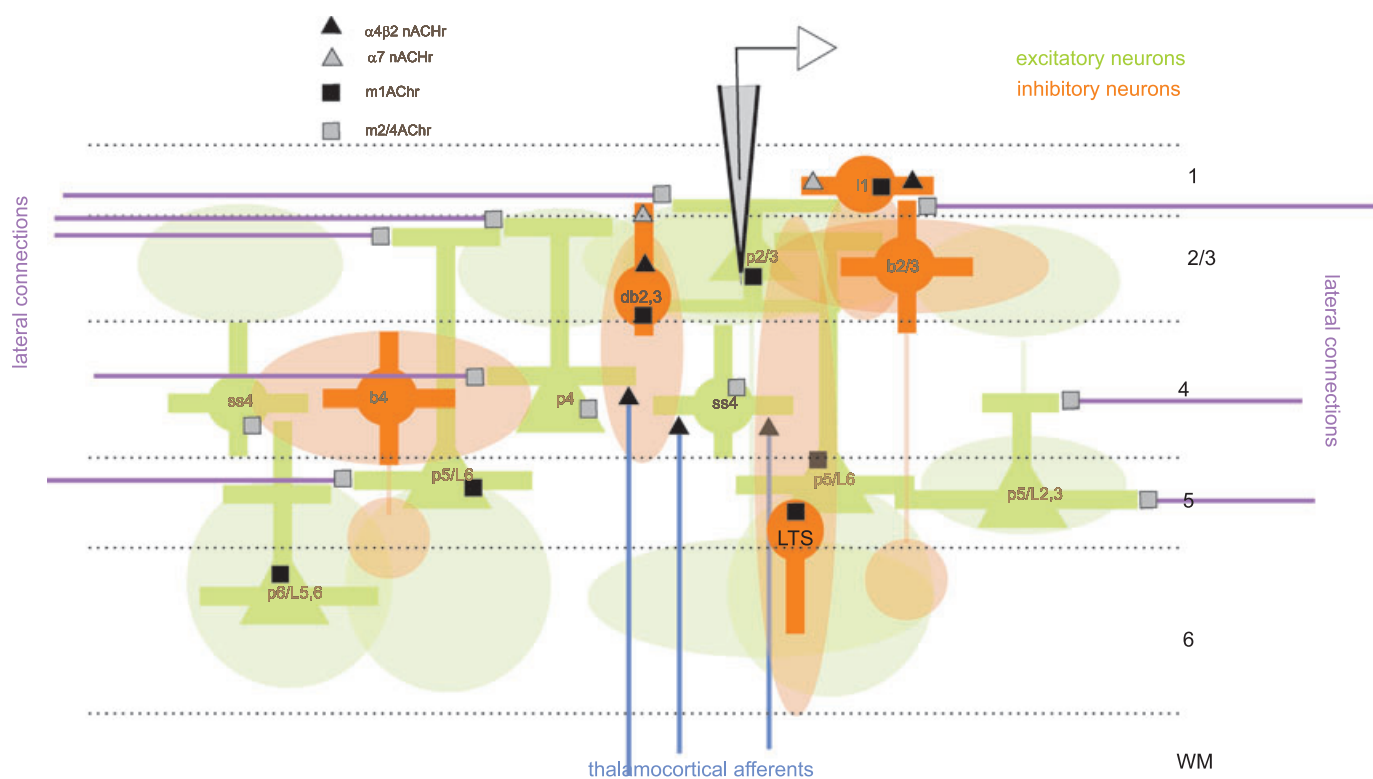 α4β2 nACHr
α7 nACHr
m1AChr
m2/4AChr
excitatory neurons
inhibitory neurons
lateral connections
lateral connections
1
l1
2/3
p2/3
b2/3
db2,3
4
ss4
b4
p4
ss4
5
p5/L6
p5/L6
p5/L2,3
LTS
p6/L5,6
6
WM
thalamocortical afferents